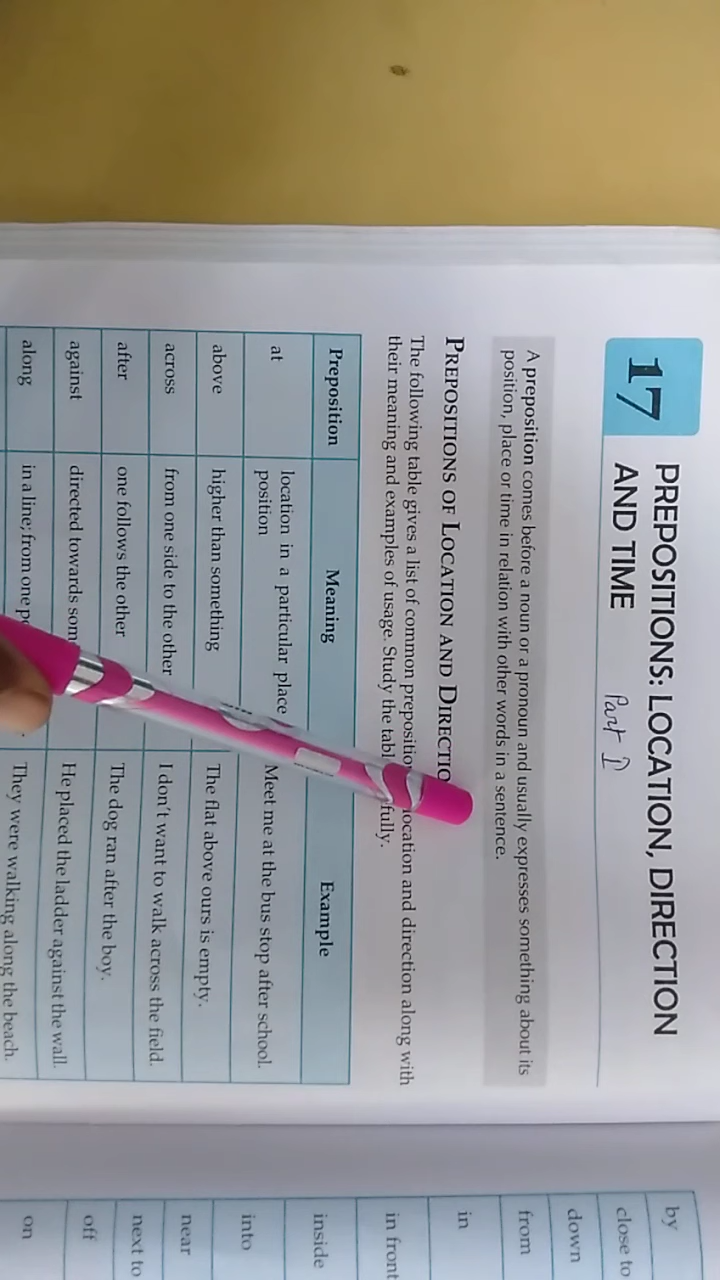 17
PREPOSITIONS: LOCATION, DIRECTION
AND TIME
Part I
A preposition comes before a noun or a pronoun and usually expresses something about its
position, place or time in relation with other words in a sentence.
PREPOSITIONS OF LOCATION AND
The following table gives a list of common and direction along with
their meaning and examples of usage. Study the
Preposition Meaning Example
at location in a particular place Meet me at the bus stop after school.
position
above higher than something The flat above ours is empty.
across from one side to the other I don't want to walk across the field.
after one follows the other The dog ran after the boy.
against directed towards He placed the ladder against the wall.
along in a line; from one They were walking along the beach.
by
close to
down
from
in
in front
inside
into
near
next to
off
on